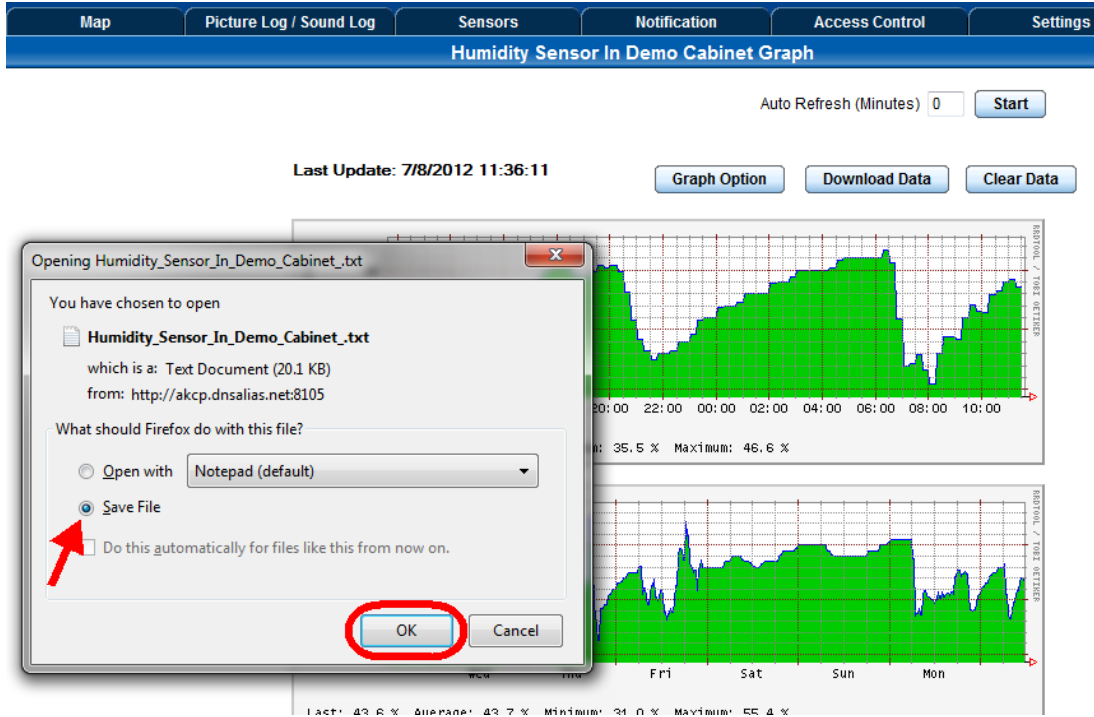 Map Picture Log / Sound Log Sensors Notification Access Control Settings
Humidity Sensor In Demo Cabinet Graph
Auto Refresh (Minutes) 0 Start
Last Update: 7/8/2012 11:36:11
Graph Option Download Data Clear Data
Opening Humidity_Sensor_In_Demo_Cabinet_.txt
You have chosen to open
Humidity_Sensor_In_Demo_Cabinet_.txt
which is a: Text Document (20.1 KB)
from: http://akcp.dnsalias.net:8105
What should Firefox do with this file?
Open with Notepad (default)
Save File
Do this automatically for files like this from now on.
OK Cancel
RRDTOOL / TOBI OETIKER
20:00 22:00 00:00 02:00 04:00 06:00 08:00 10:00
35.5 % Maximum: 46.6 %
RRDTOOL / TOBI OETIKER
Wed Thu Fri Sat Sun Mon
Last: 43.6 % Average: 43.7 % Minimum: 31.0 % Maximum: 55.4 %